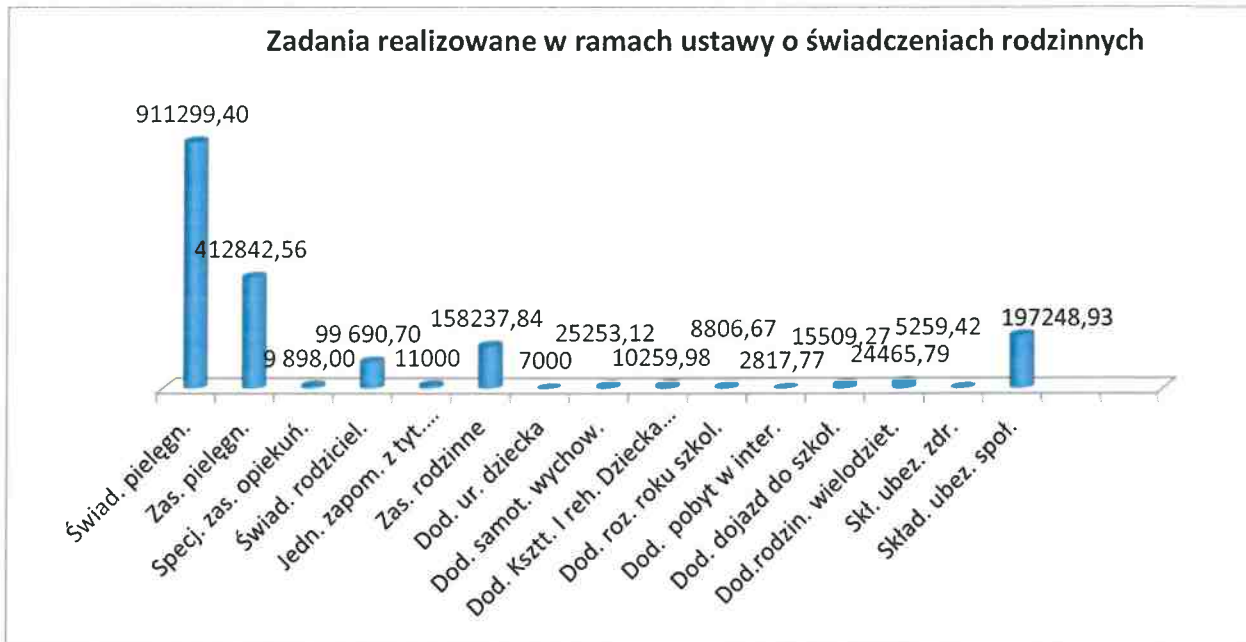 Zadania realizowane w ramach ustawy o świadczeniach rodzinnych
911299,40
412842,56
9 898,00
99 690,70
11000
158237,84
7000
25253,12
10259,98
8806,67
2817,77
15509,27
24465,79
5259,42
197248,93
Świad. pielęgn.
Zas. pielęgn.
Specj. zas. opiekuń.
Świad. rodziciel.
Jedn. zapom. z tyt....
Zas. rodzinne
Dod. ur. dziecka
Dod. samot. wychow.
Dod.Ksztt. I reh. Dziecka...
Dod. roz. roku szkol.
Dod. pobyt w inter.
Dod. dojazd do szkoł.
Dod.rodzin. wielodziet.
Skł. ubez. zdr.
Skład. ubez. społ.